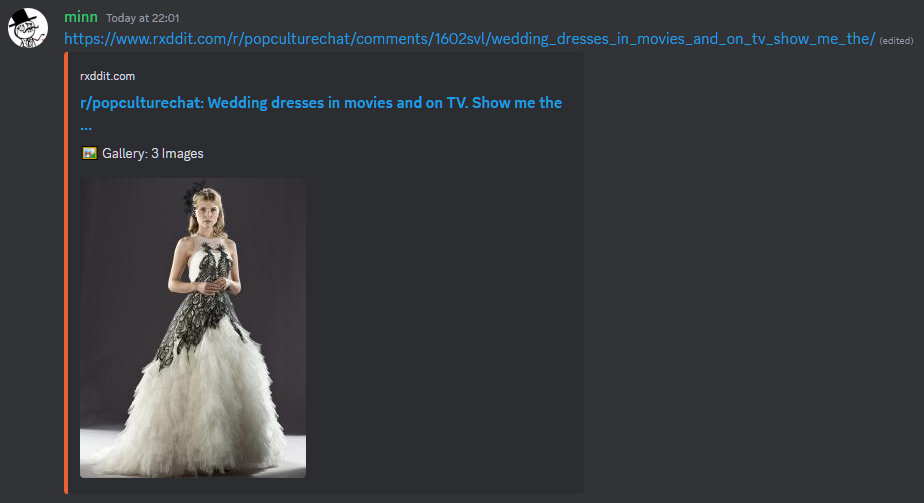 minn Today at 22:01
https://www.rxddit.com/r/popculturechat/comments/1602svl/wedding_dresses_in_movies_and_on_tv_show_me_the/ (edited)
rxddit.com
r/popculturechat: Wedding dresses in movies and on TV. Show me the
...
Gallery: 3 Images